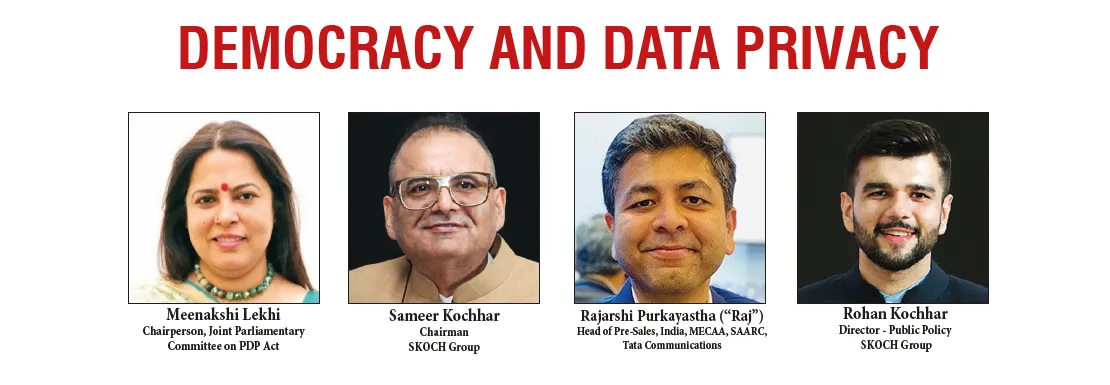 DEMOCRACY AND DATA PRIVACY
Meenakshi Lekhi
Chairperson, Joint Parliamentary
Committee on PDP Act
Sameer Kochhar
Chairman
SKOCH Group
Rajarshi Purkayastha (“Raj”)
Head of Pre-Sales, India, MECAA, SAARC,
Tata Communications
Rohan Kochhar
Director - Public Policy
SKOCH Group